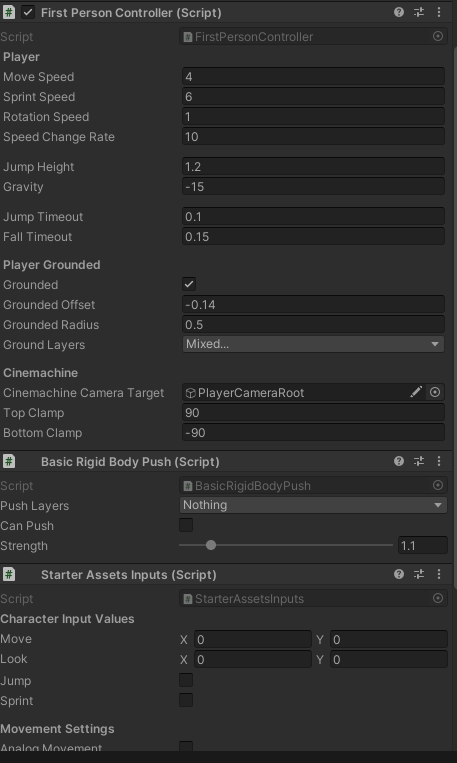 First Person Controller (Script)
Script FirstPersonController
Player
Move Speed 4
Sprint Speed 6
Rotation Speed 1
Speed Change Rate 10
Jump Height 1.2
Gravity -15
Jump Timeout 0.1
Fall Timeout 0.15
Player Grounded
Grounded
Grounded Offset -0.14
Grounded Radius 0.5
Ground Layers Mixed...
Cinemachine
Cinemachine Camera Target PlayerCameraRoot
Top Clamp 90
Bottom Clamp -90
# Basic Rigid Body Push (Script)
Script BasicRigidBodyPush
Push Layers Nothing
Can Push
Strength 1.1
# Starter Assets Inputs (Script)
Script StarterAssetsInputs
Character Input Values
Move X 0 Y 0
Look X 0 Y 0
Jump
Sprint
Movement Settings
Analog Movement